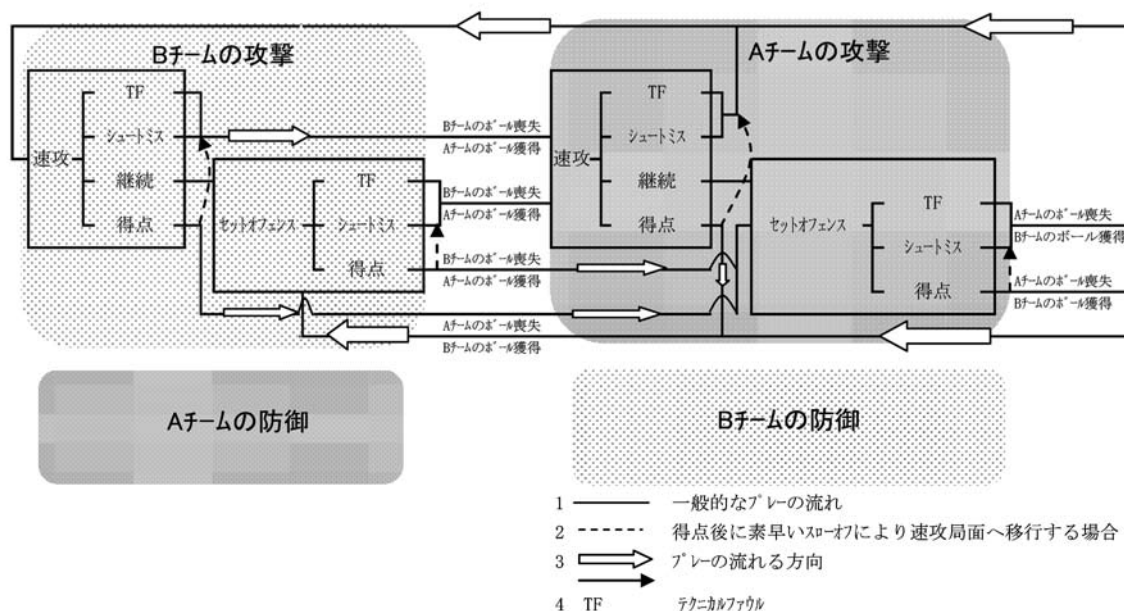 Bチームの攻撃
Aチームの攻撃
速攻
TF
シュートミス
継続
得点
セットオフェンス
TF
シュートミス
得点
Bチームのボール喪失
Aチームのボール獲得
Bチームのボール喪失
Aチームのボール獲得
Bチームのボール喪失
Aチームのボール獲得
Aチームのボール喪失
Bチームのボール獲得
速攻
TF
シュートミス
継続
得点
セットオフェンス
TF
シュートミス
得点
Aチームのボール喪失
Bチームのボール獲得
Aチームのボール喪失
Bチームのボール獲得
Aチームの防御
Bチームの防御
1 一般的なプレーの流れ
2 得点後に素早いスローオフにより速攻局面へ移行する場合
3 プレーの流れる方向
4 TF テクニカルファウル